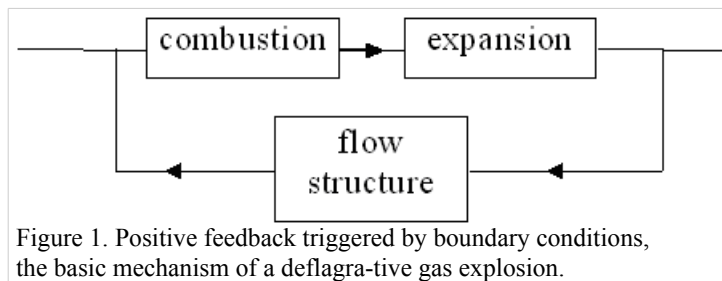 combustion
expansion
flow
structure
Figure 1. Positive feedback triggered by boundary conditions,
the basic mechanism of a deflagra-tive gas explosion.